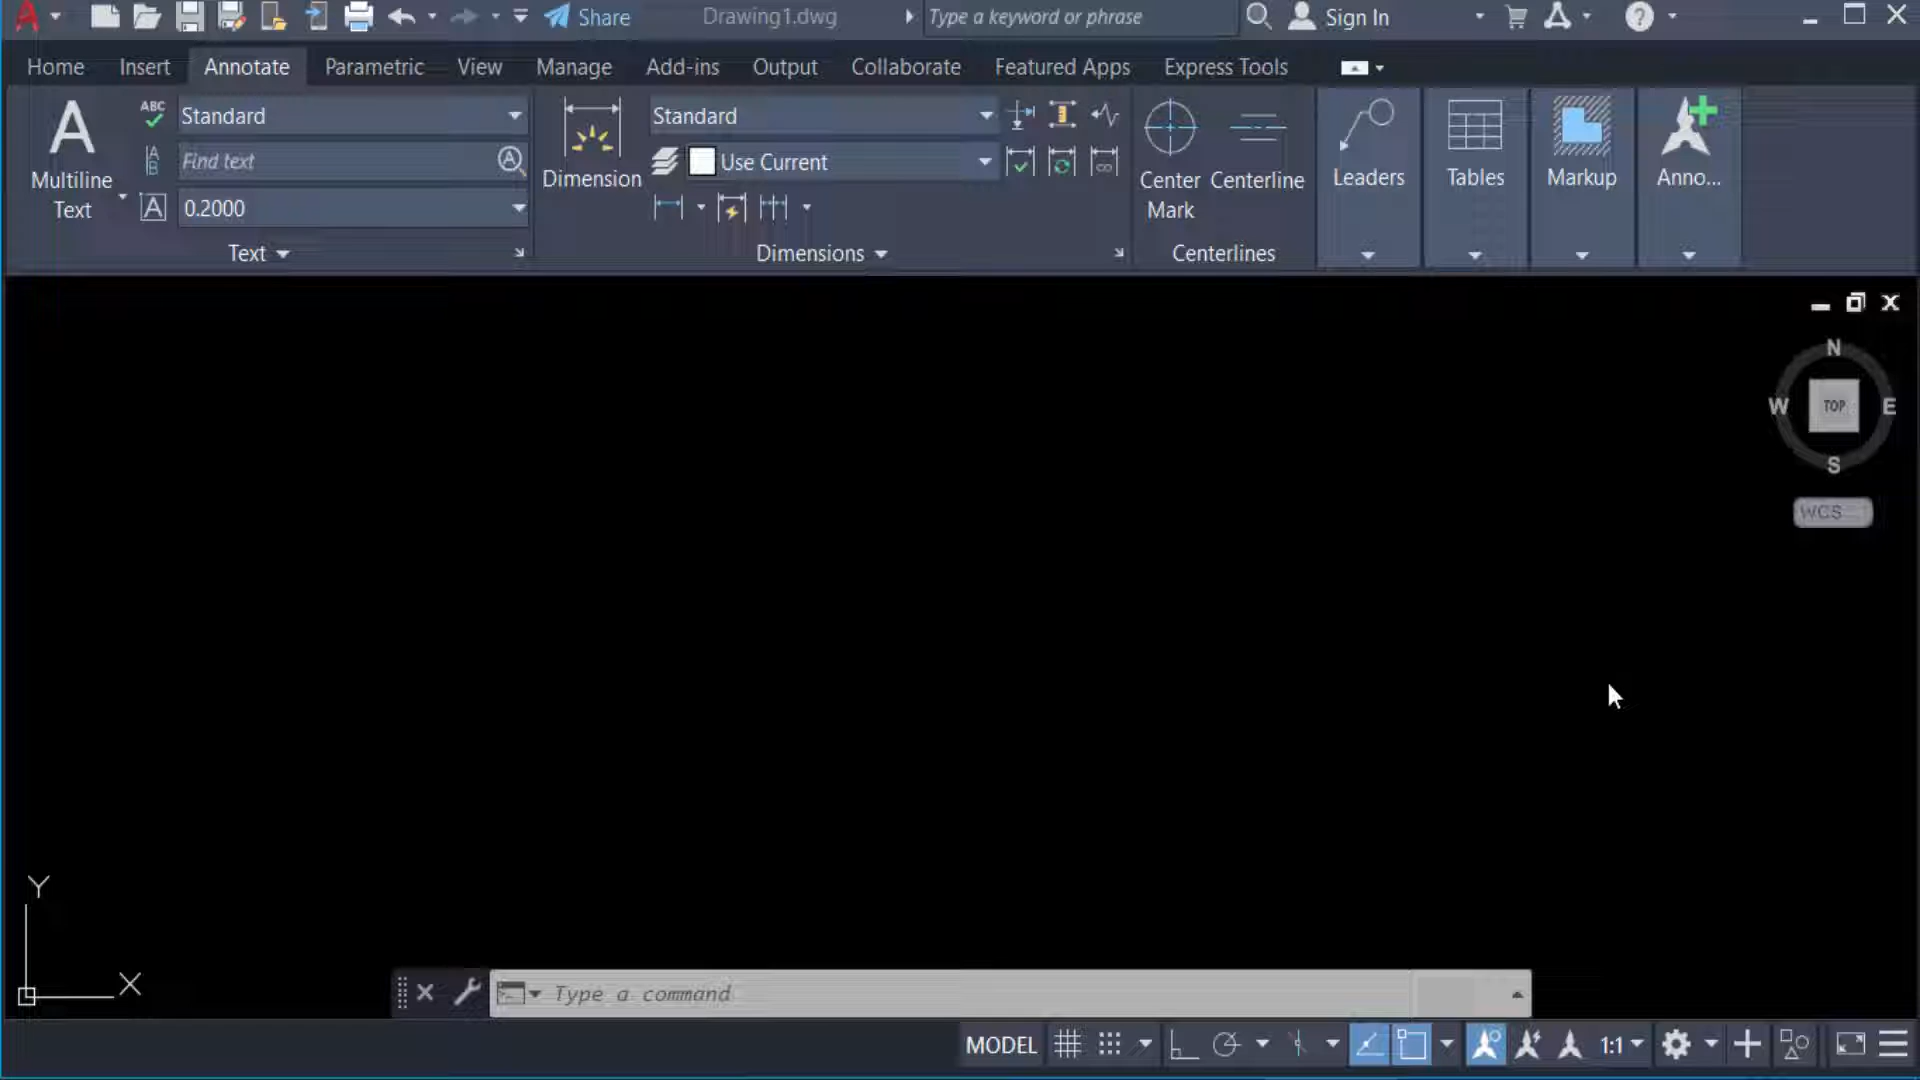 Share Drawing1.dwg Type a keyword or phrase Sign In
Home Insert Annotate Parametric View Manage Add-ins Output Collaborate Featured Apps Express Tools
Multiline
Text
ABC
Standard
Find text
0.2000
Text
Dimension
Standard
Use Current
Dimensions
Center
Mark
Centerline
Centerlines
Leaders
Tables
Markup
Anno...
N
W TOP E
S
WCS
Y
X
Type a command
MODEL 1:1